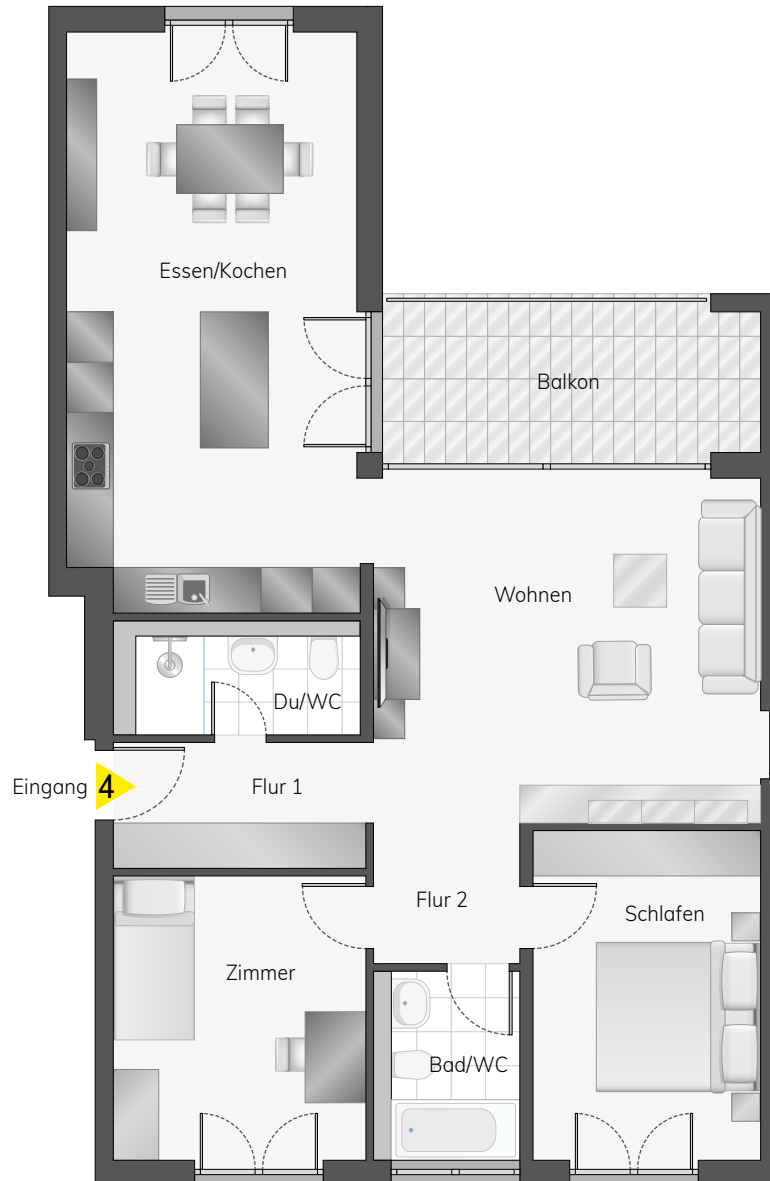 Essen/Kochen
Balkon
Wohnen
Du/WC
Eingang 4
Flur 1
Flur 2
Schlafen
Zimmer
Bad/WC